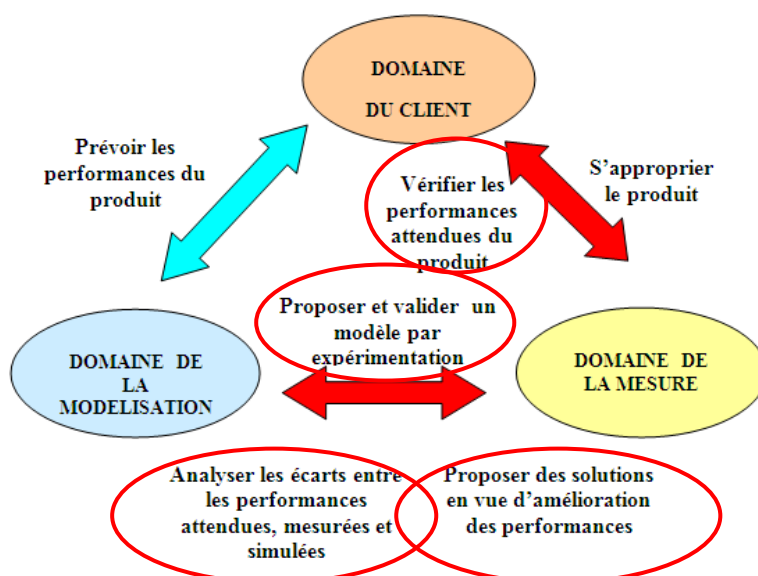 DOMAINE
DU CLIENT
Prévoir les
performances du
produit
Vérifier les
performances
attendues du
produit
S’approprier
le produit
Proposer et valider un
modèle par
expérimentation
DOMAINE DE
LA
MODELISATION
DOMAINE DE
LA MESURE
Analyser les écarts entre
les performances
attendues, mesurées et
simulées
Proposer des solutions
en vue d’amélioration
des performances